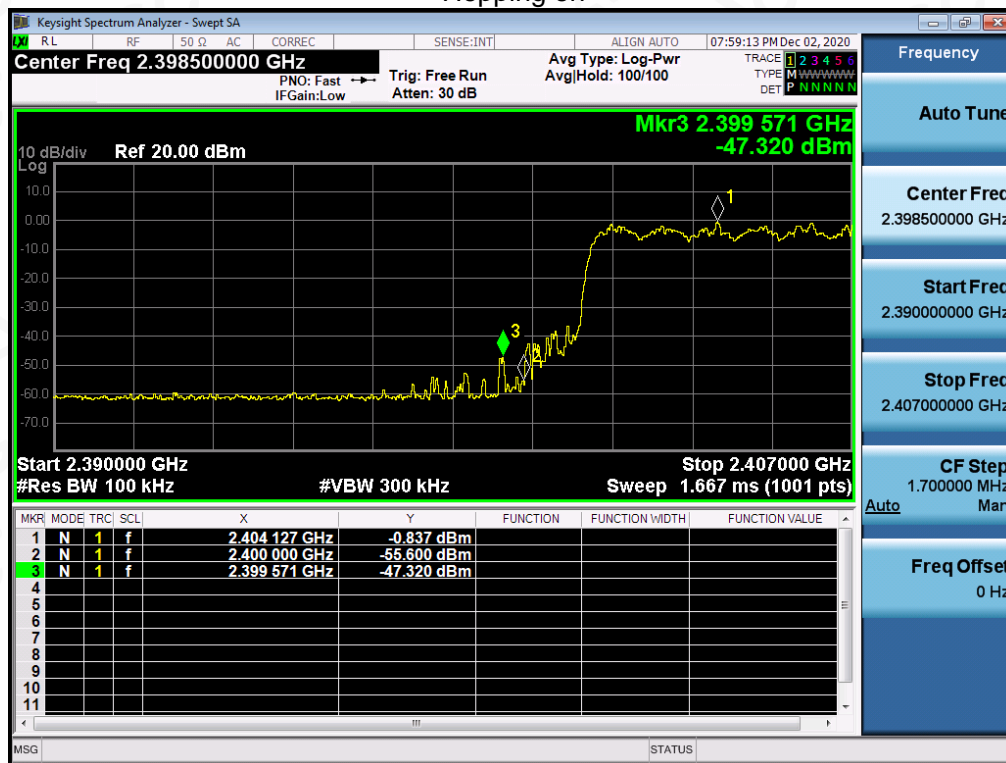 Hopping on
Keysight Spectrum Analyzer - Swept SA
LXI RL RF 50 Ω AC CORREC SENSE:INT ALIGN AUTO 07:59:13 PM Dec 02, 2020
Center Freq 2.398500000 GHz
PNO: Fast
IFGain:Low
Trig: Free Run
Atten: 30 dB
Avg Type: Log-Pwr
Avg|Hold: 100/100
TRACE 1 2 3 4 5 6
TYPE M WWWWW
DET P N N N N N
Mkr3 2.399 571 GHz
-47.320 dBm
10 dB/div Ref 20.00 dBm
Log
10.0
0.00
-10.0
-20.0
-30.0
-40.0
-50.0
-60.0
-70.0
1
3
2
Start 2.390000 GHz Stop 2.407000 GHz
#Res BW 100 kHz #VBW 300 kHz Sweep 1.667 ms (1001 pts)
MKR MODE TRC SCL X Y FUNCTION FUNCTION WIDTH FUNCTION VALUE
1 N 1 f 2.404 127 GHz -0.837 dBm
2 N 1 f 2.400 000 GHz -55.600 dBm
3 N 1 f 2.399 571 GHz -47.320 dBm
4
5
6
7
8
9
10
11
MSG STATUS
Frequency
Auto Tune
Center Freq
2.398500000 GHz
Start Freq
2.390000000 GHz
Stop Freq
2.407000000 GHz
CF Step
1.700000 MHz
Auto Man
Freq Offset
0 Hz